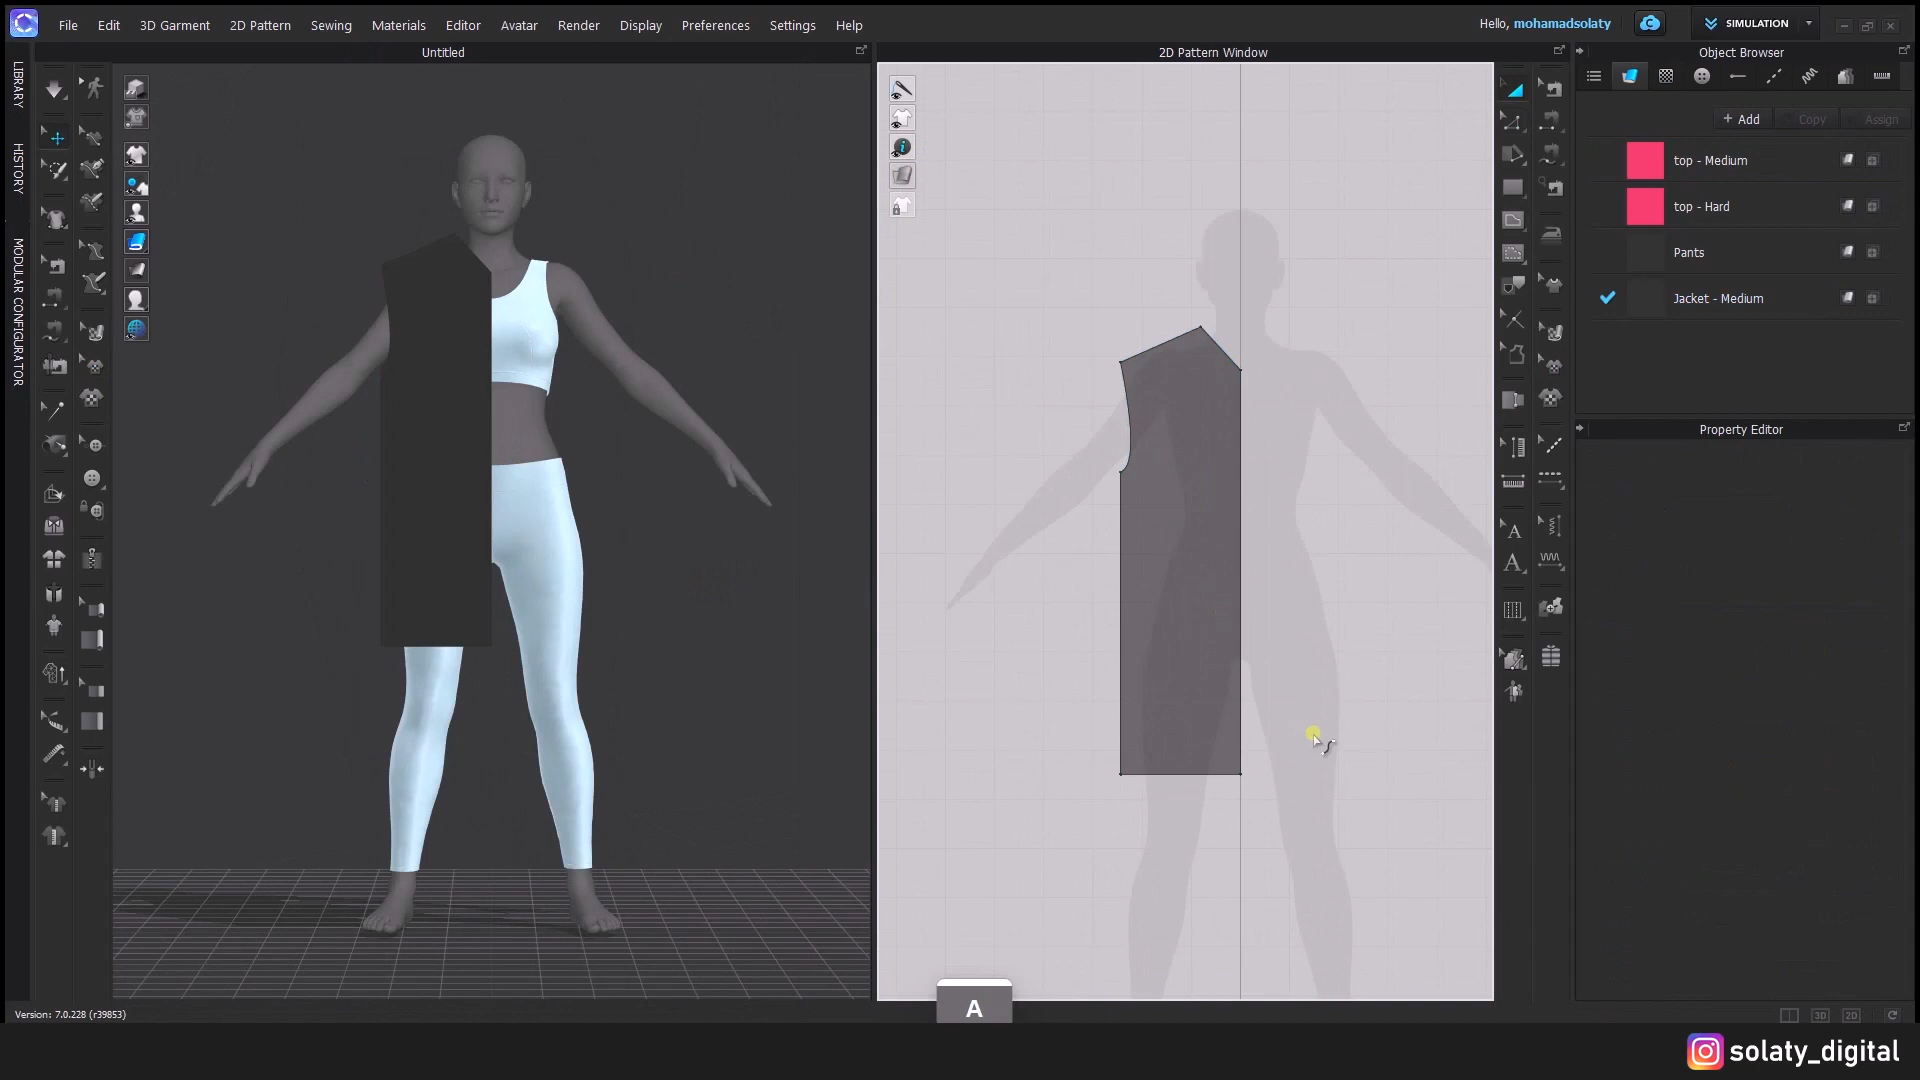 File Edit 3D Garment 2D Pattern Sewing Materials Editor Avatar Render Display Preferences Settings Help
Hello, mohamadsolaty
SIMULATION
Untitled
2D Pattern Window
Object Browser
LIBRARY
HISTORY
MODULAR CONFIGURATOR
+ Add
Copy
Assign
top - Medium
top - Hard
Pants
Jacket - Medium
Property Editor
A
A
A
Version: 7.0.228 (r39853)
3D
2D
solaty_digital